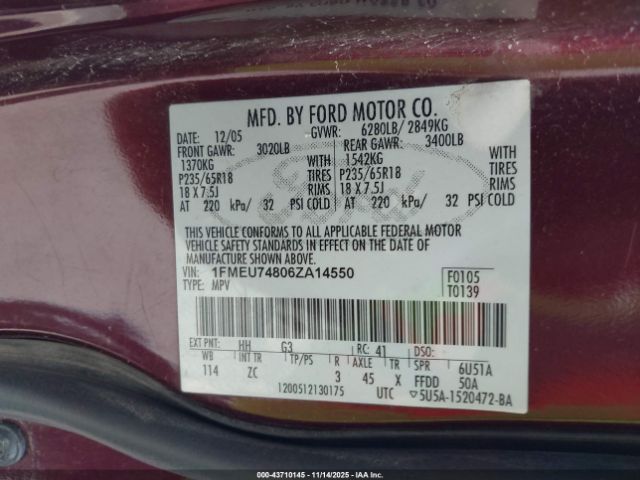 MFD. BY FORD MOTOR CO.
DATE: 12/05 GVWR: 6280LB/ 2849KG
FRONT GAWR: 3020LB REAR GAWR: 3400LB
1370KG WITH 1542KG WITH
P235/65R18 TIRES P235/65R18 TIRES
18 X 7.5J RIMS 18 X 7.5J RIMS
AT 220 kPa/ 32 PSI COLD AT 220 kPa/ 32 PSI COLD
THIS VEHICLE CONFORMS TO ALL APPLICABLE FEDERAL MOTOR
VEHICLE SAFETY STANDARDS IN EFFECT ON THE DATE OF
MANUFACTURE SHOWN ABOVE.
VIN: 1FMEU74806ZA14550 F0105
TYPE: MPV T0139
EXT PNT: HH G3 RC: 41 DSO:
WB INT TR TP/PS R AXLE TR SPR 6U51A
114 ZC 3 45 X FFDD 50A
1200512130175 UTC 5U5A-1520472-BA
Ford
000-43710145 - 11/14/2025 - IAA Inc.